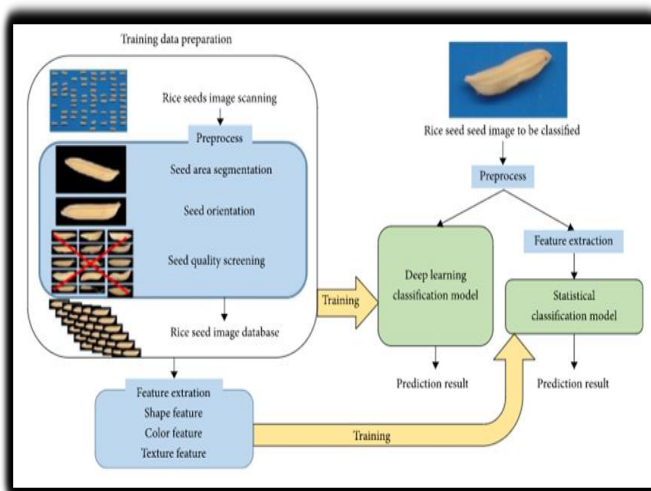 Training data preparation
Rice seeds image scanning
Preprocess
Seed area segmentation
Seed orientation
Seed quality screening
Rice seed image database
Feature extration
Shape feature
Color feature
Texture feature
Training
Training
Rice seed seed image to be classified
Preprocess
Feature extraction
Deep learning
classification model
Statistical
classification model
Prediction result
Prediction result